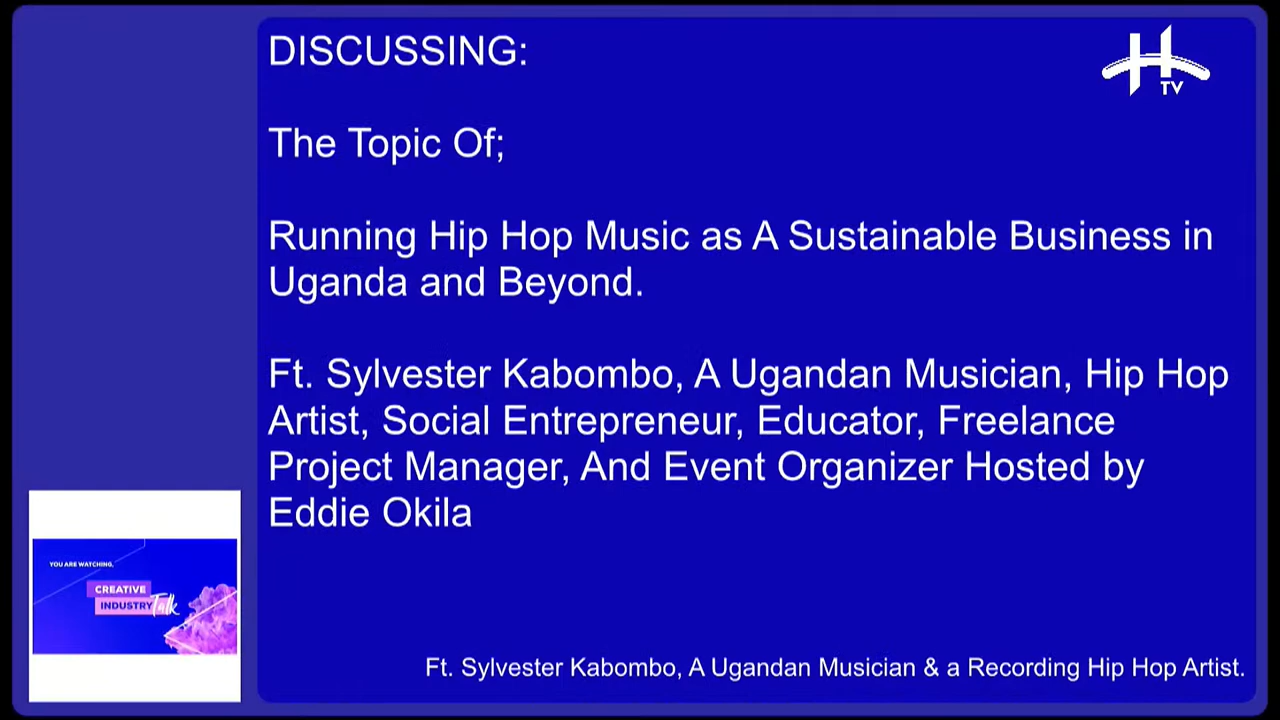 DISCUSSING:
The Topic Of;
Running Hip Hop Music as A Sustainable Business in
Uganda and Beyond.
Ft. Sylvester Kabombo, A Ugandan Musician, Hip Hop
Artist, Social Entrepreneur, Educator, Freelance
Project Manager, And Event Organizer Hosted by
Eddie Okila
H
TV
YOU ARE WATCHING,
CREATIVE
INDUSTRY Talk
Ft. Sylvester Kabombo, A Ugandan Musician & a Recording Hip Hop Artist.